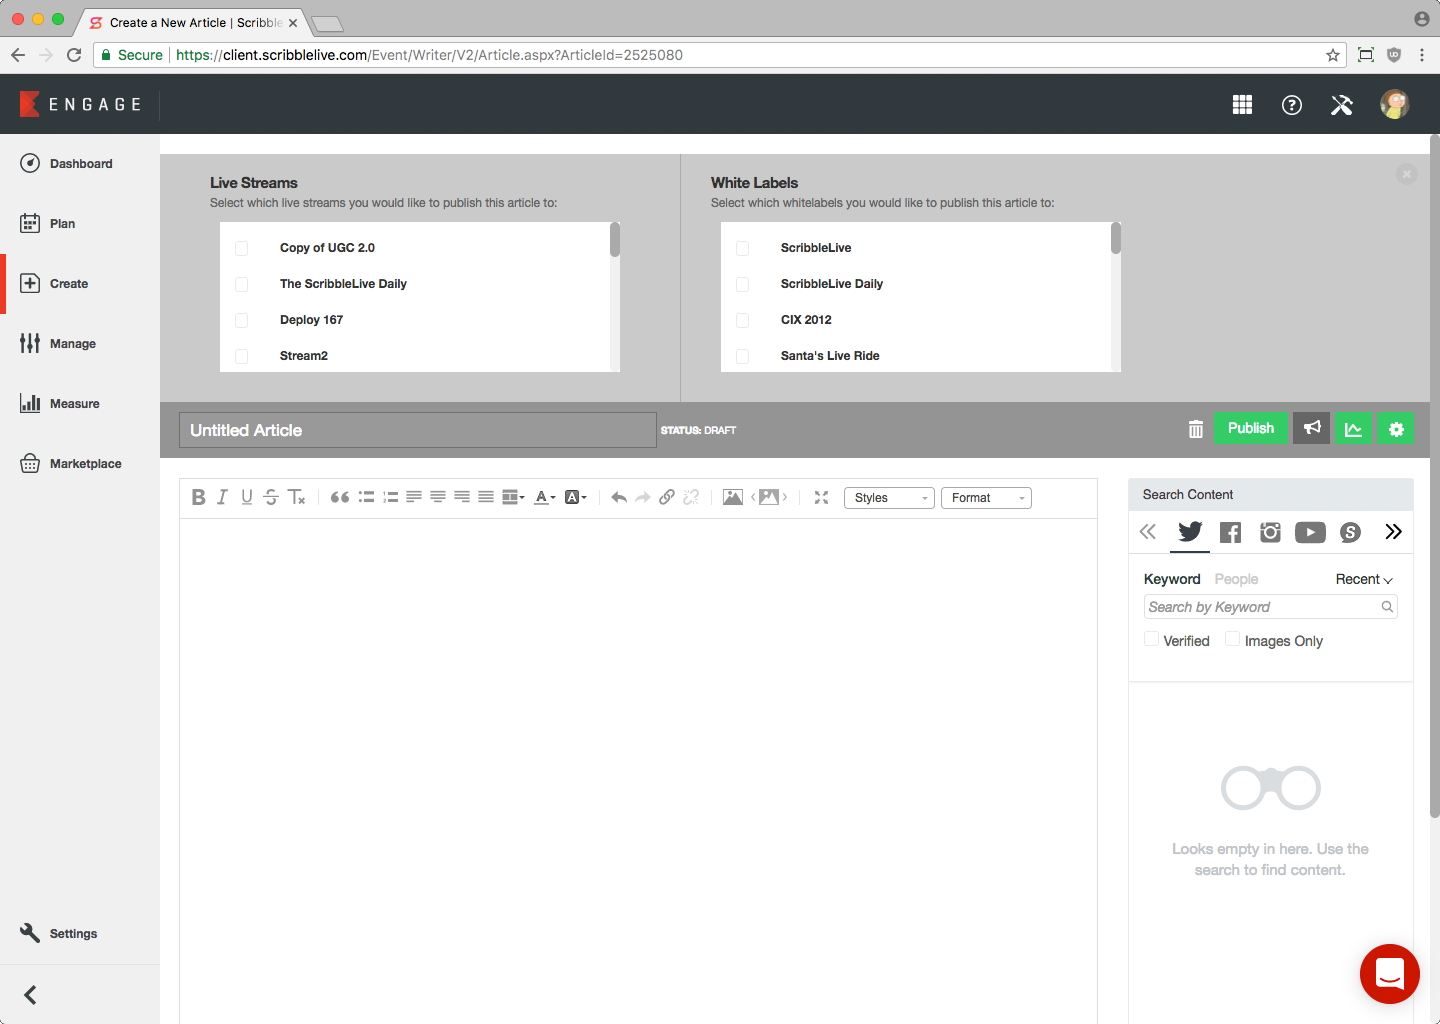 Create a New Article | Scribble
Secure https://client.scribblelive.com/Event/Writer/V2/Article.aspx?ArticleId=2525080
ENGAGE
Dashboard
Plan
Create
Manage
Measure
Marketplace
Settings
Live Streams
Select which live streams you would like to publish this article to:
Copy of UGC 2.0
The ScribbleLive Daily
Deploy 167
Stream2
White Labels
Select which whitelabels you would like to publish this article to:
ScribbleLive
ScribbleLive Daily
CIX 2012
Santa's Live Ride
Untitled Article
STATUS: DRAFT
Publish
Styles
Format
Search Content
Keyword People Recent
Search by Keyword
Verified Images Only
Looks empty in here. Use the
search to find content.